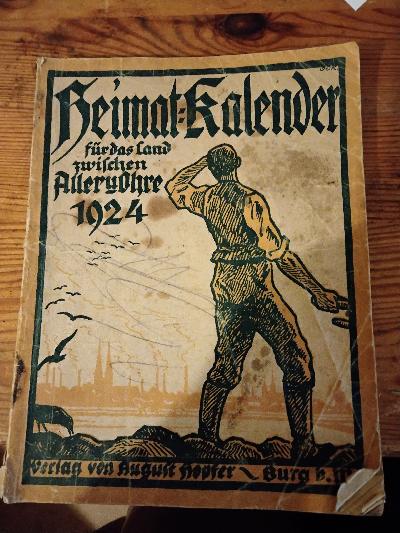 Heimat-Kalender
für das Land
zwischen
Aller u Ohre
1924
Verlag von August Hopfer ~ Burg b. M.